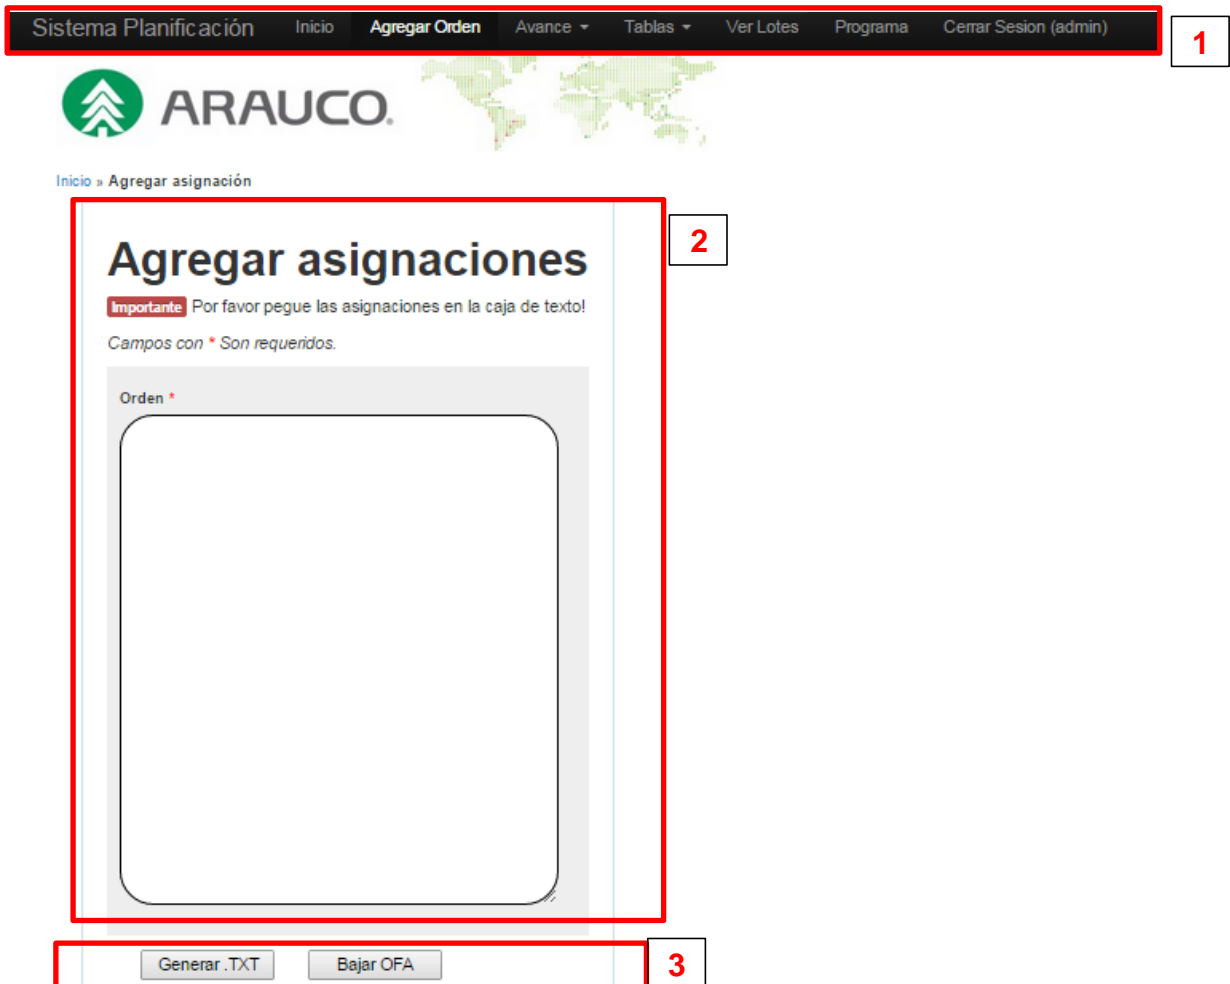 Sistema Planificación Inicio Agregar Orden Avance Tablas Ver Lotes Programa Cerrar Sesion (admin)
1
ARAUCO.
Inicio » Agregar asignación
2
Agregar asignaciones
Importante Por favor pegue las asignaciones en la caja de texto!
Campos con * Son requeridos.
Orden *
Generar .TXT Bajar OFA
3